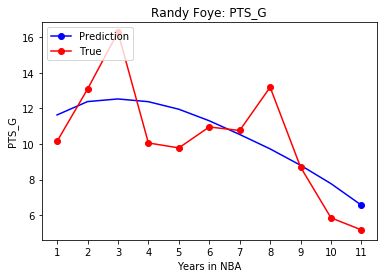 Randy Foye: PTS_G
Prediction
True
PTS_G
16
14
12
10
8
6
1 2 3 4 5 6 7 8 9 10 11
Years in NBA